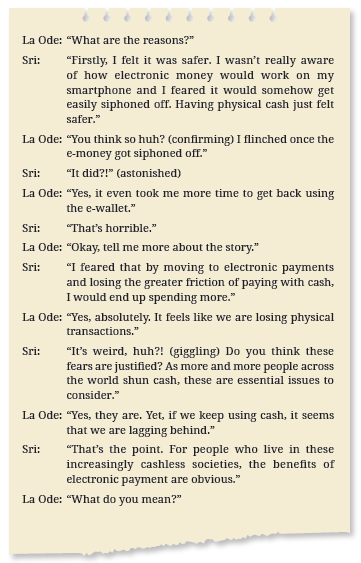 La Ode: “What are the reasons?”
Sri: “Firstly, I felt it was safer. I wasn’t really aware
of how electronic money would work on my
smartphone and I feared it would somehow get
easily siphoned off. Having physical cash just felt
safer.”
La Ode: “You think so huh? (confirming) I flinched once the
e-money got siphoned off.”
Sri: “It did?!” (astonished)
La Ode: “Yes, it even took me more time to get back using
the e-wallet.”
Sri: “That’s horrible.”
La Ode: “Okay, tell me more about the story.”
Sri: “I feared that by moving to electronic payments
and losing the greater friction of paying with cash,
I would end up spending more.”
La Ode: “Yes, absolutely. It feels like we are losing physical
transactions.”
Sri: “It’s weird, huh?! (giggling) Do you think these
fears are justified? As more and more people across
the world shun cash, these are essential issues to
consider.”
La Ode: “Yes, they are. Yet, if we keep using cash, it seems
that we are lagging behind.”
Sri: “That’s the point. For people who live in these
increasingly cashless societies, the benefits of
electronic payment are obvious.”
La Ode: “What do you mean?”